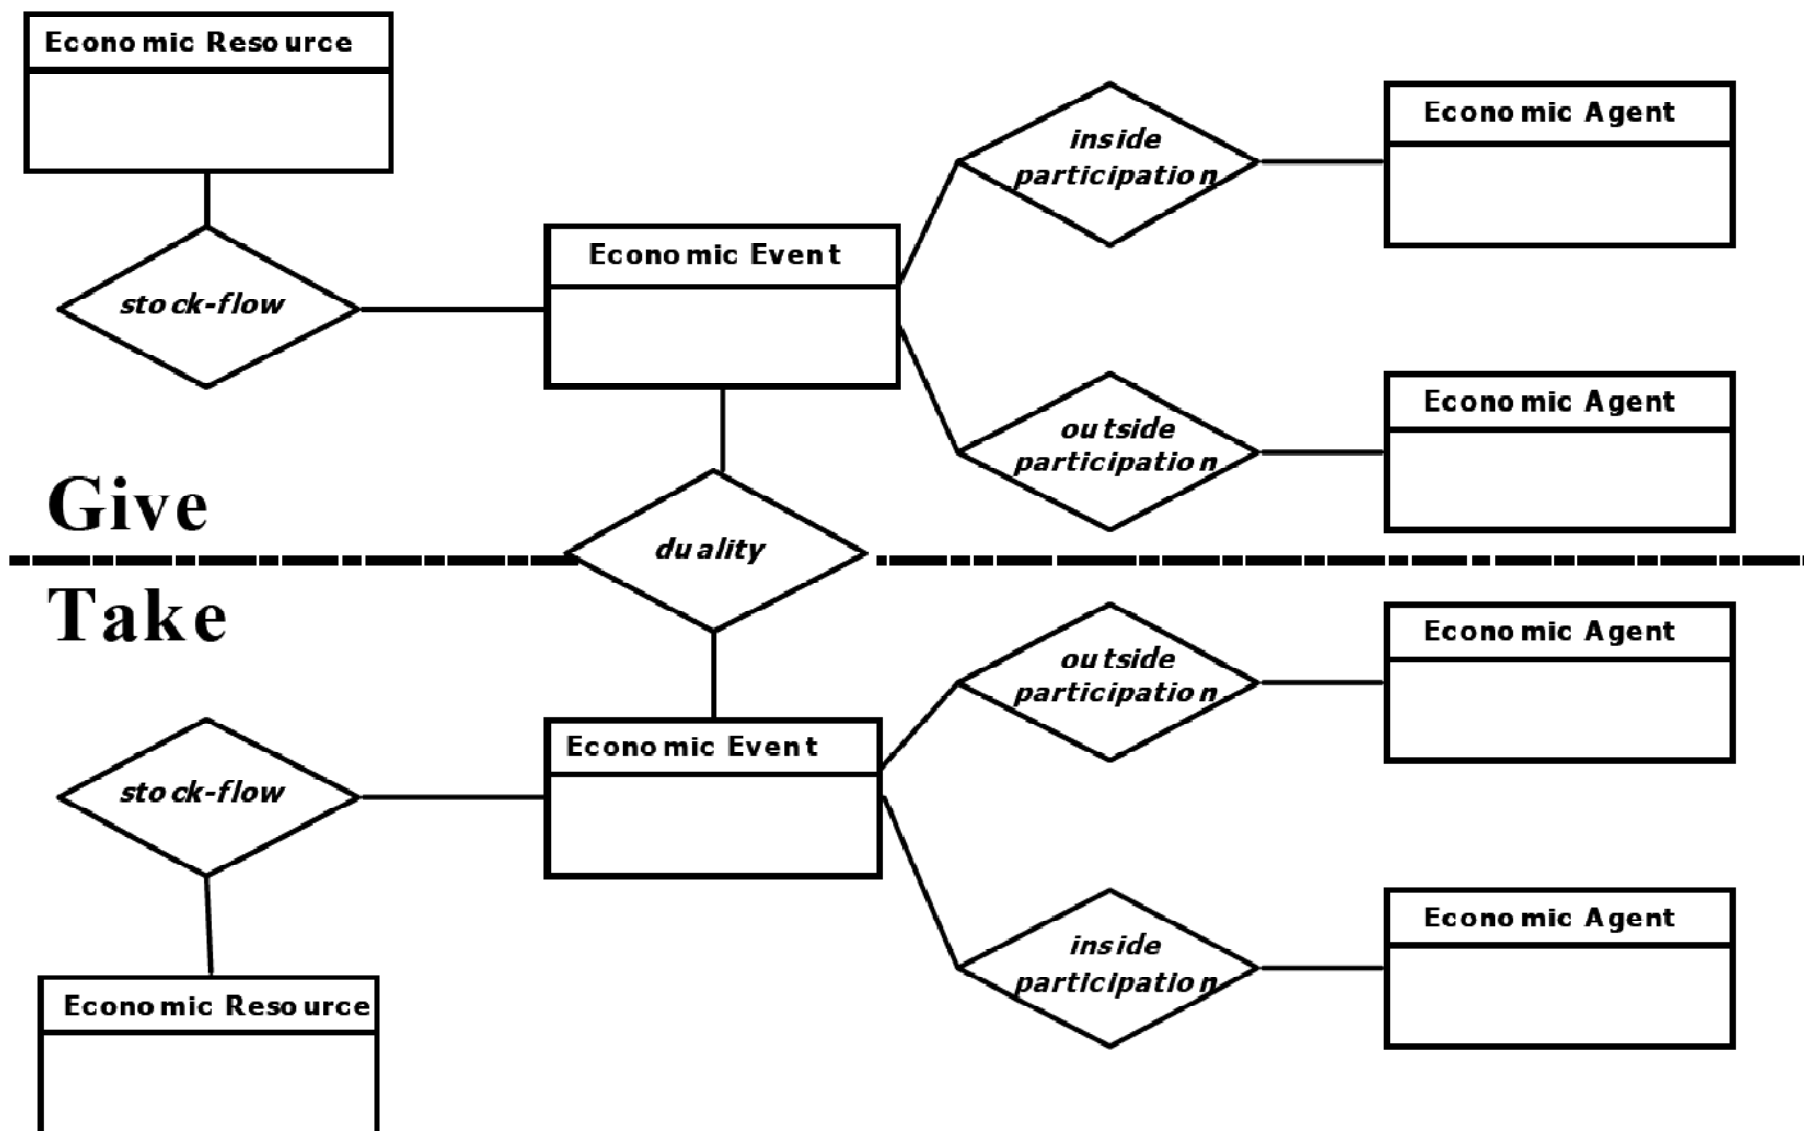 Economic Resource
inside
participation
Economic Agent
Economic Event
stock-flow
outside
participation
Economic Agent
Give
duality
Take
outside
participation
Economic Agent
Economic Event
stock-flow
inside
participation
Economic Agent
Economic Resource